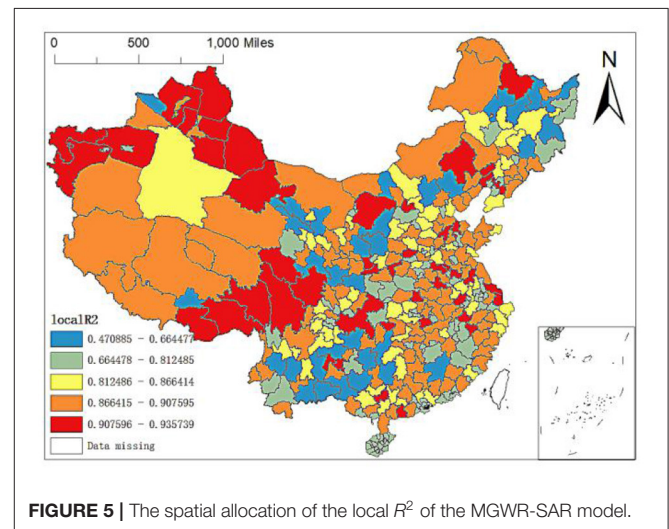 0 500 1,000 Miles
N
localR2
0.470885 - 0.664477
0.664478 - 0.812485
0.812486 - 0.866414
0.866415 - 0.907595
0.907596 - 0.935739
Data missing
FIGURE 5 | The spatial allocation of the local R² of the MGWR-SAR model.